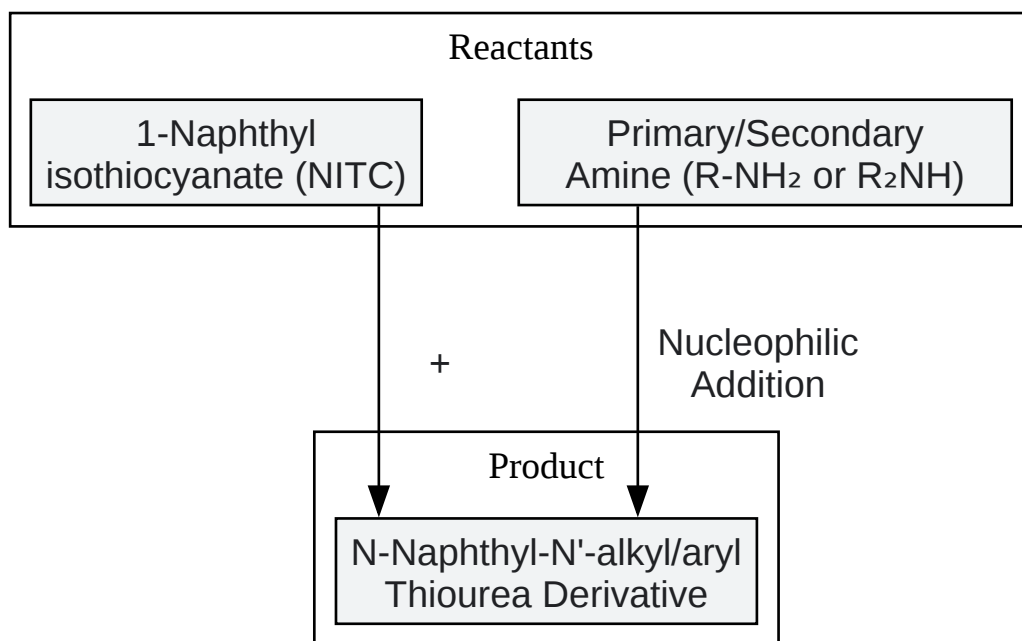 Reactants
1-Naphthyl
isothiocyanate (NITC)
Primary/Secondary
Amine (R-NH₂ or R₂NH)
+
Nucleophilic
Addition
Product
N-Naphthyl-N'-alkyl/aryl
Thiourea Derivative